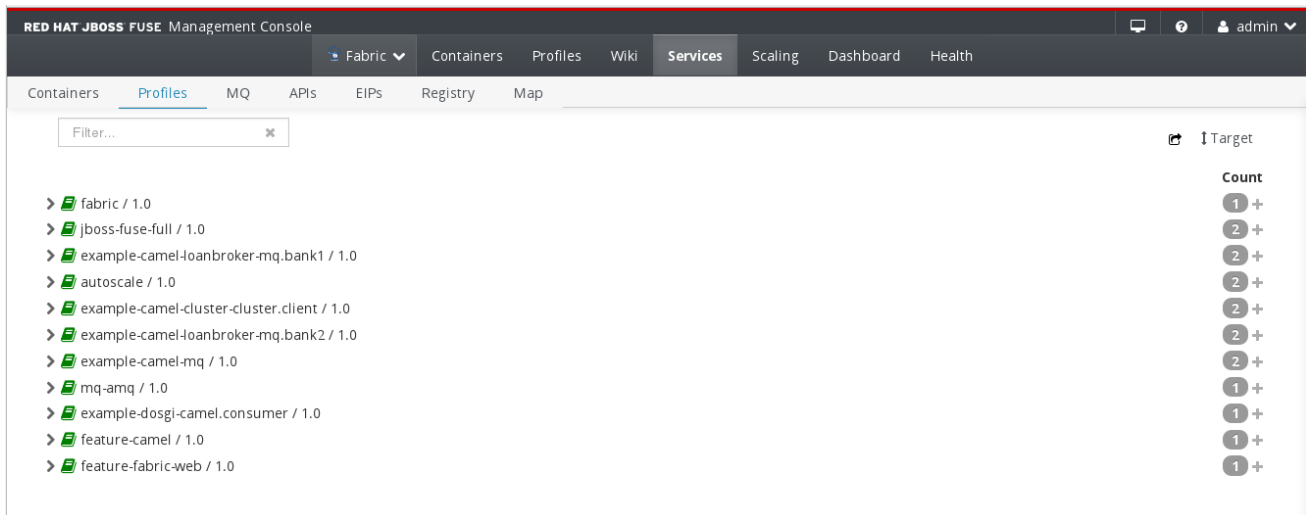 RED HAT JBOSS FUSE Management Console admin
Fabric Containers Profiles Wiki Services Scaling Dashboard Health
Containers Profiles MQ APIs EIPs Registry Map
Filter... Target
Count
fabric / 1.0 1
jboss-fuse-full / 1.0 2
example-camel-loanbroker-mq.bank1 / 1.0 2
autoscale / 1.0 2
example-camel-cluster-cluster.client / 1.0 2
example-camel-loanbroker-mq.bank2 / 1.0 2
example-camel-mq / 1.0 2
mq-amq / 1.0 1
example-dosgi-camel.consumer / 1.0 1
feature-camel / 1.0 1
feature-fabric-web / 1.0 1